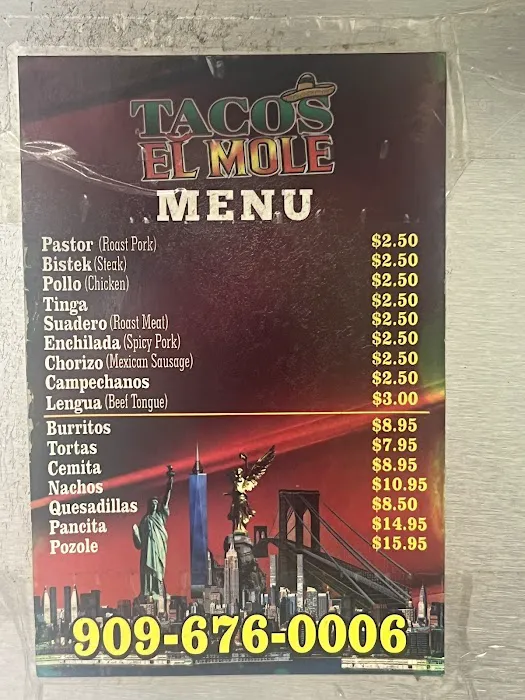 TACOS
EL MOLE
MENU
Pastor (Roast Pork) $2.50
Bistek (Steak) $2.50
Pollo (Chicken) $2.50
Tinga $2.50
Suadero (Roast Meat) $2.50
Enchilada (Spicy Pork) $2.50
Chorizo (Mexican Sausage) $2.50
Campechanos $2.50
Lengua (Beef Tongue) $3.00
Burritos $8.95
Tortas $7.95
Cemita $8.95
Nachos $10.95
Quesadillas $8.50
Pancita $14.95
Pozole $15.95
909-676-0006